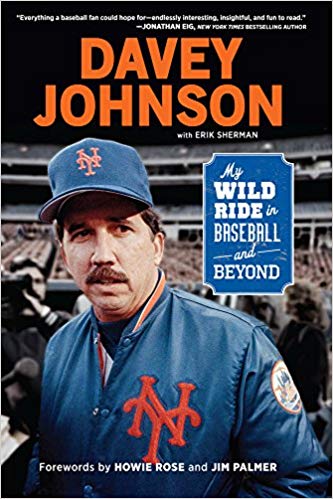 "Everything a baseball fan could hope for—endlessly interesting, insightful, and fun to read."
—JONATHAN EIG, NEW YORK TIMES BESTSELLING AUTHOR
DAVEY
JOHNSON
with ERIK SHERMAN
My
WILD
RIDE in
BASEBALL
and
BEYOND
NY
NY
Forewords by HOWIE ROSE and JIM PALMER